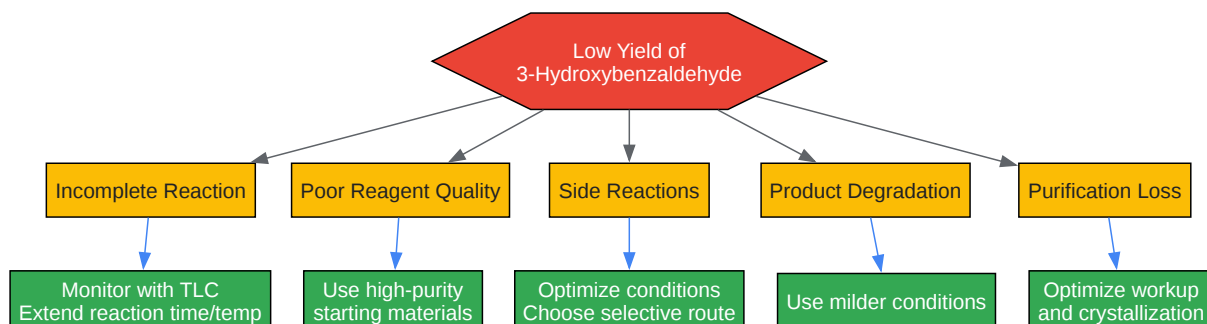 Low Yield of
3-Hydroxybenzaldehyde
Incomplete Reaction
Poor Reagent Quality
Side Reactions
Product Degradation
Purification Loss
Monitor with TLC
Extend reaction time/temp
Use high-purity
starting materials
Optimize conditions
Choose selective route
Use milder conditions
Optimize workup
and crystallization